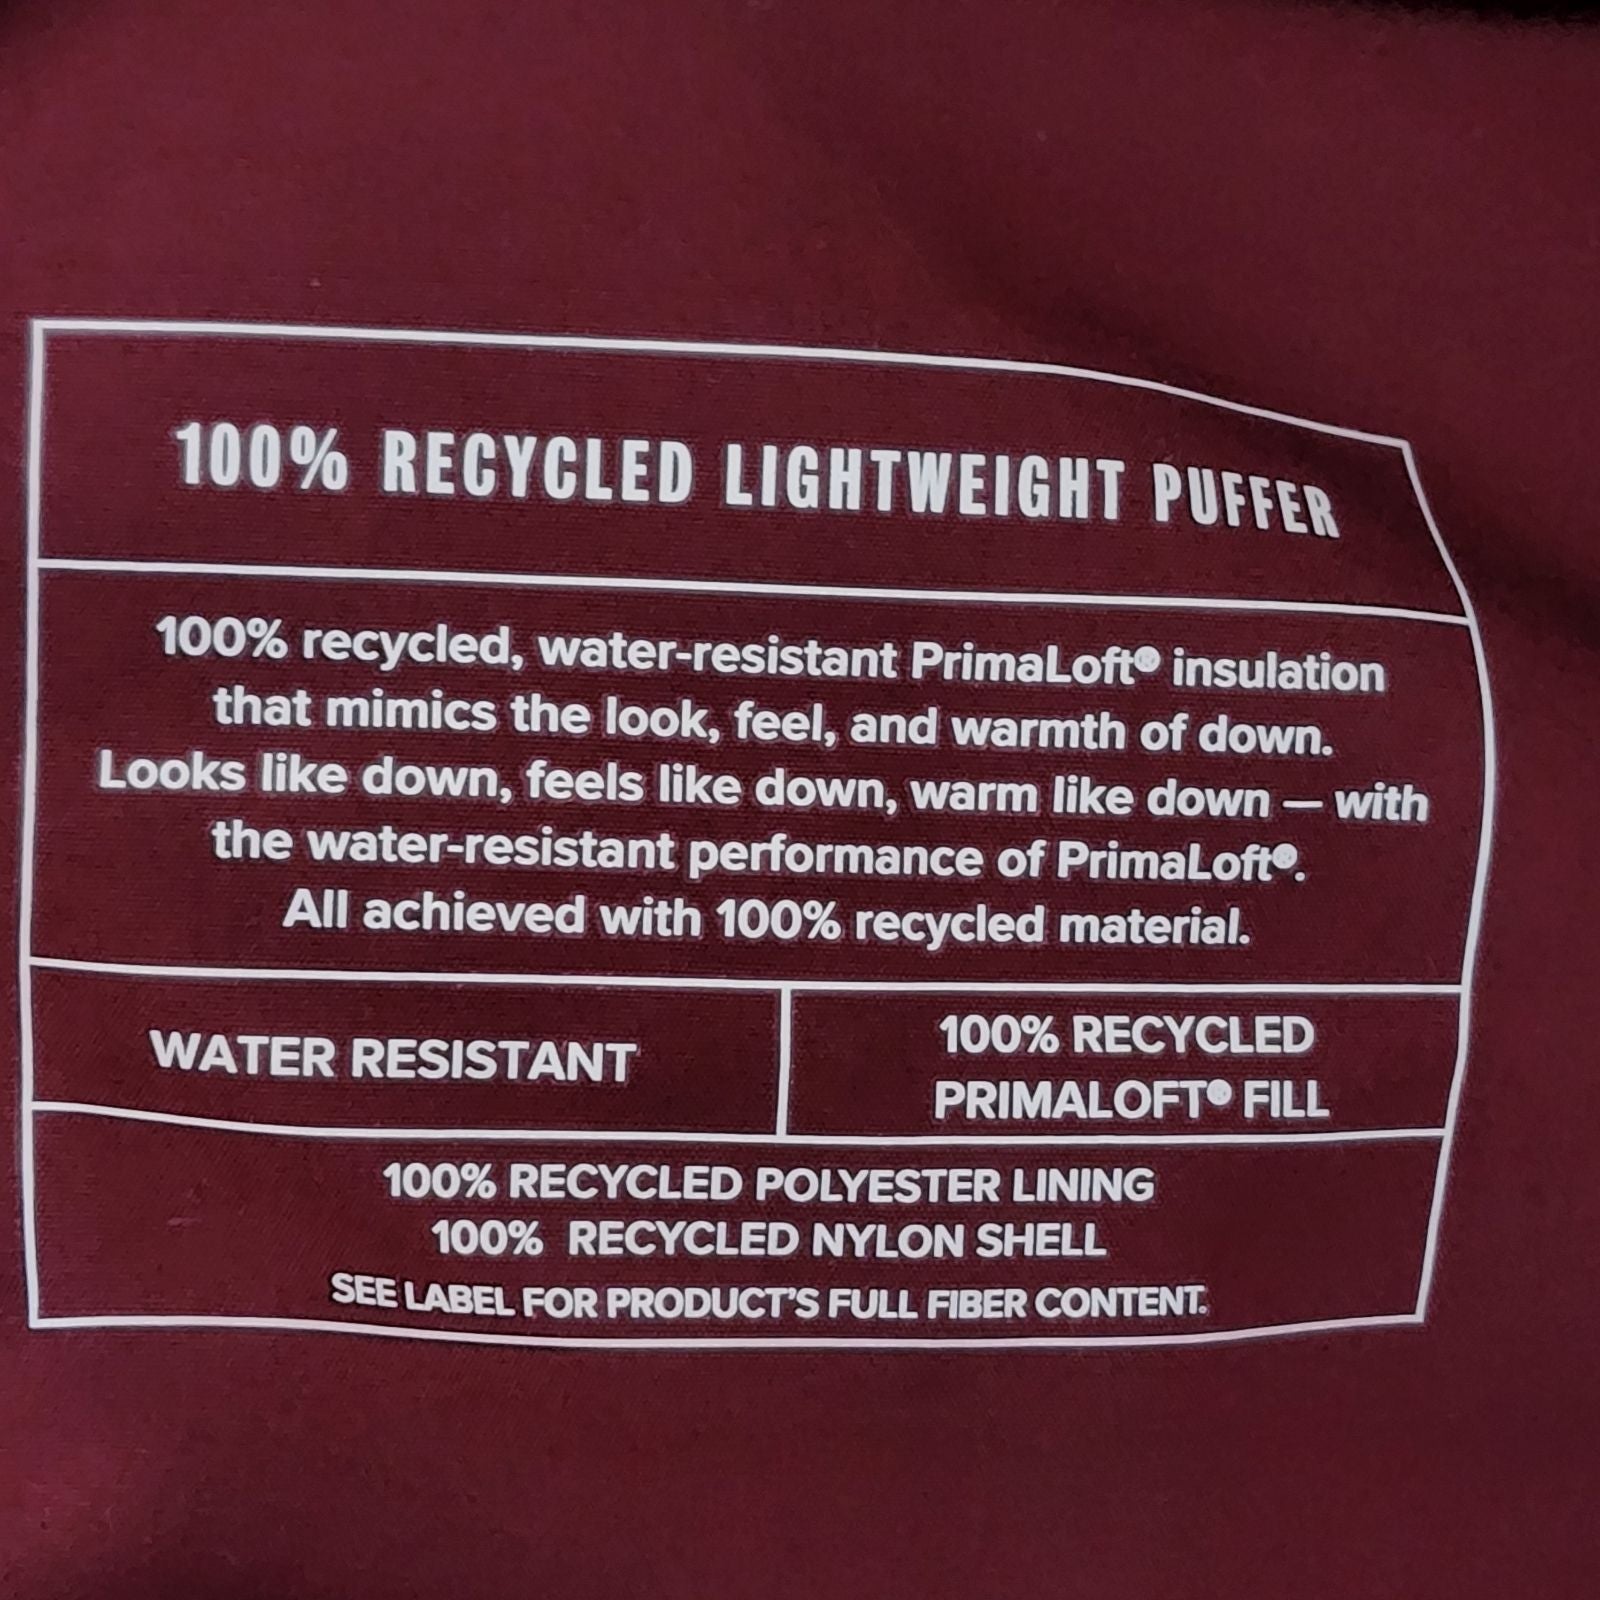 100% RECYCLED LIGHTWEIGHT PUFFER
100% recycled, water-resistant PrimaLoft® insulation
that mimics the look, feel, and warmth of down.
Looks like down, feels like down, warm like down — with
the water-resistant performance of PrimaLoft®.
All achieved with 100% recycled material.
WATER RESISTANT
100% RECYCLED
PRIMALOFT® FILL
100% RECYCLED POLYESTER LINING
100% RECYCLED NYLON SHELL
SEE LABEL FOR PRODUCT'S FULL FIBER CONTENT.